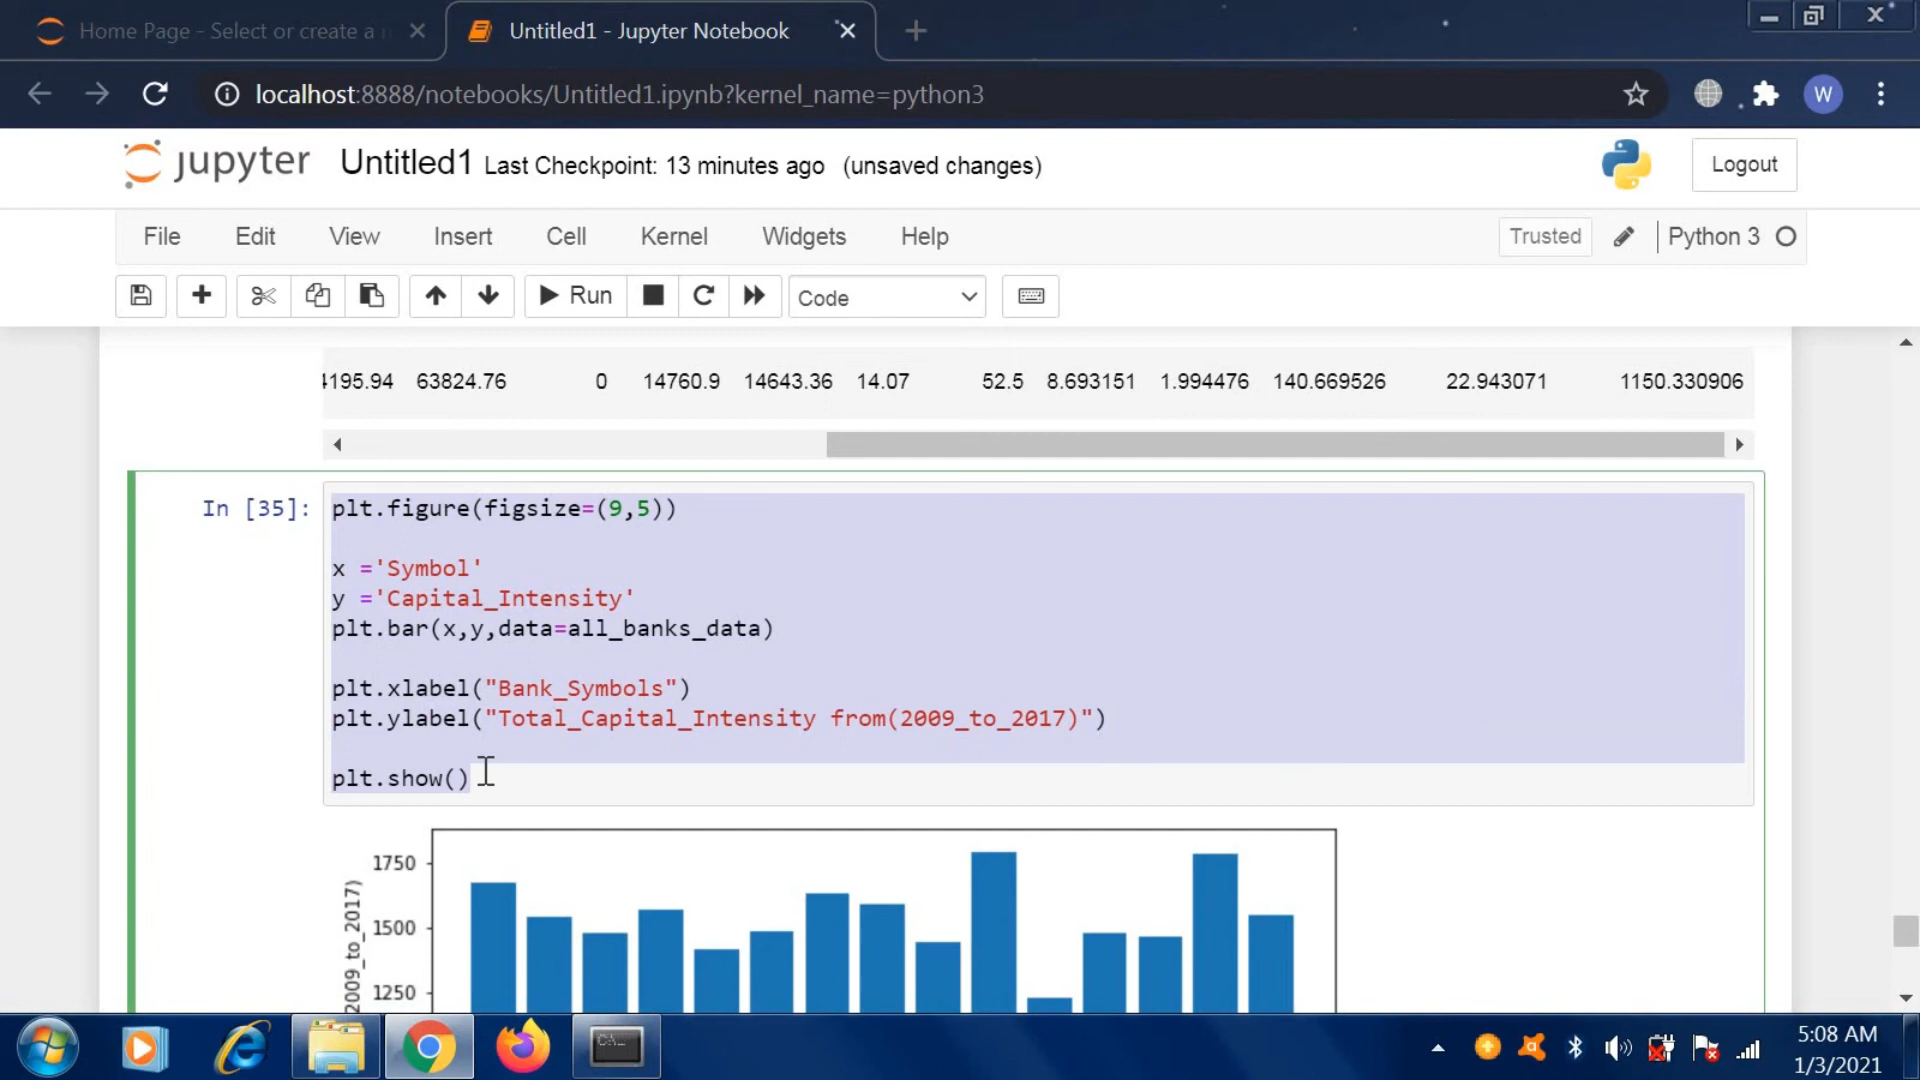 Home Page - Select or create a n
Untitled1 - Jupyter Notebook
localhost:8888/notebooks/Untitled1.ipynb?kernel_name=python3
W
jupyter Untitled1 Last Checkpoint: 13 minutes ago (unsaved changes)
Logout
File Edit View Insert Cell Kernel Widgets Help
Trusted Python 3
Run Code
4195.94 63824.76 0 14760.9 14643.36 14.07 52.5 8.693151 1.994476 140.669526 22.943071 1150.330906
In [35]: plt.figure(figsize=(9,5))
x ='Symbol'
y ='Capital_Intensity'
plt.bar(x,y,data=all_banks_data)
plt.xlabel("Bank_Symbols")
plt.ylabel("Total_Capital_Intensity from(2009_to_2017)")
plt.show()
1750
1500
1250
2009_to_2017)
5:08 AM
1/3/2021